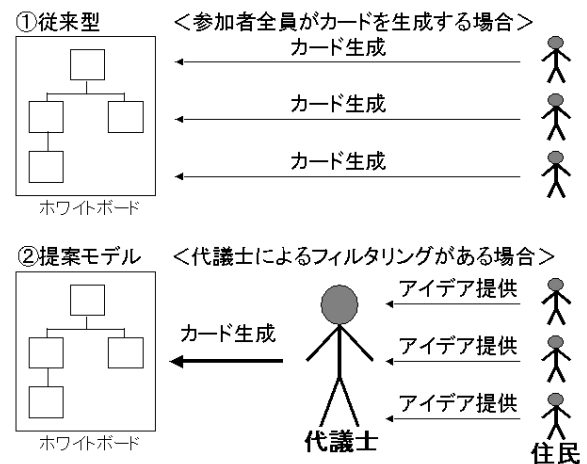 ①従来型 ＜参加者全員がカードを生成する場合＞
カード生成
カード生成
カード生成
ホワイトボード
②提案モデル ＜代議士によるフィルタリングがある場合＞
アイデア提供
カード生成
アイデア提供
アイデア提供
ホワイトボード
代議士
住民